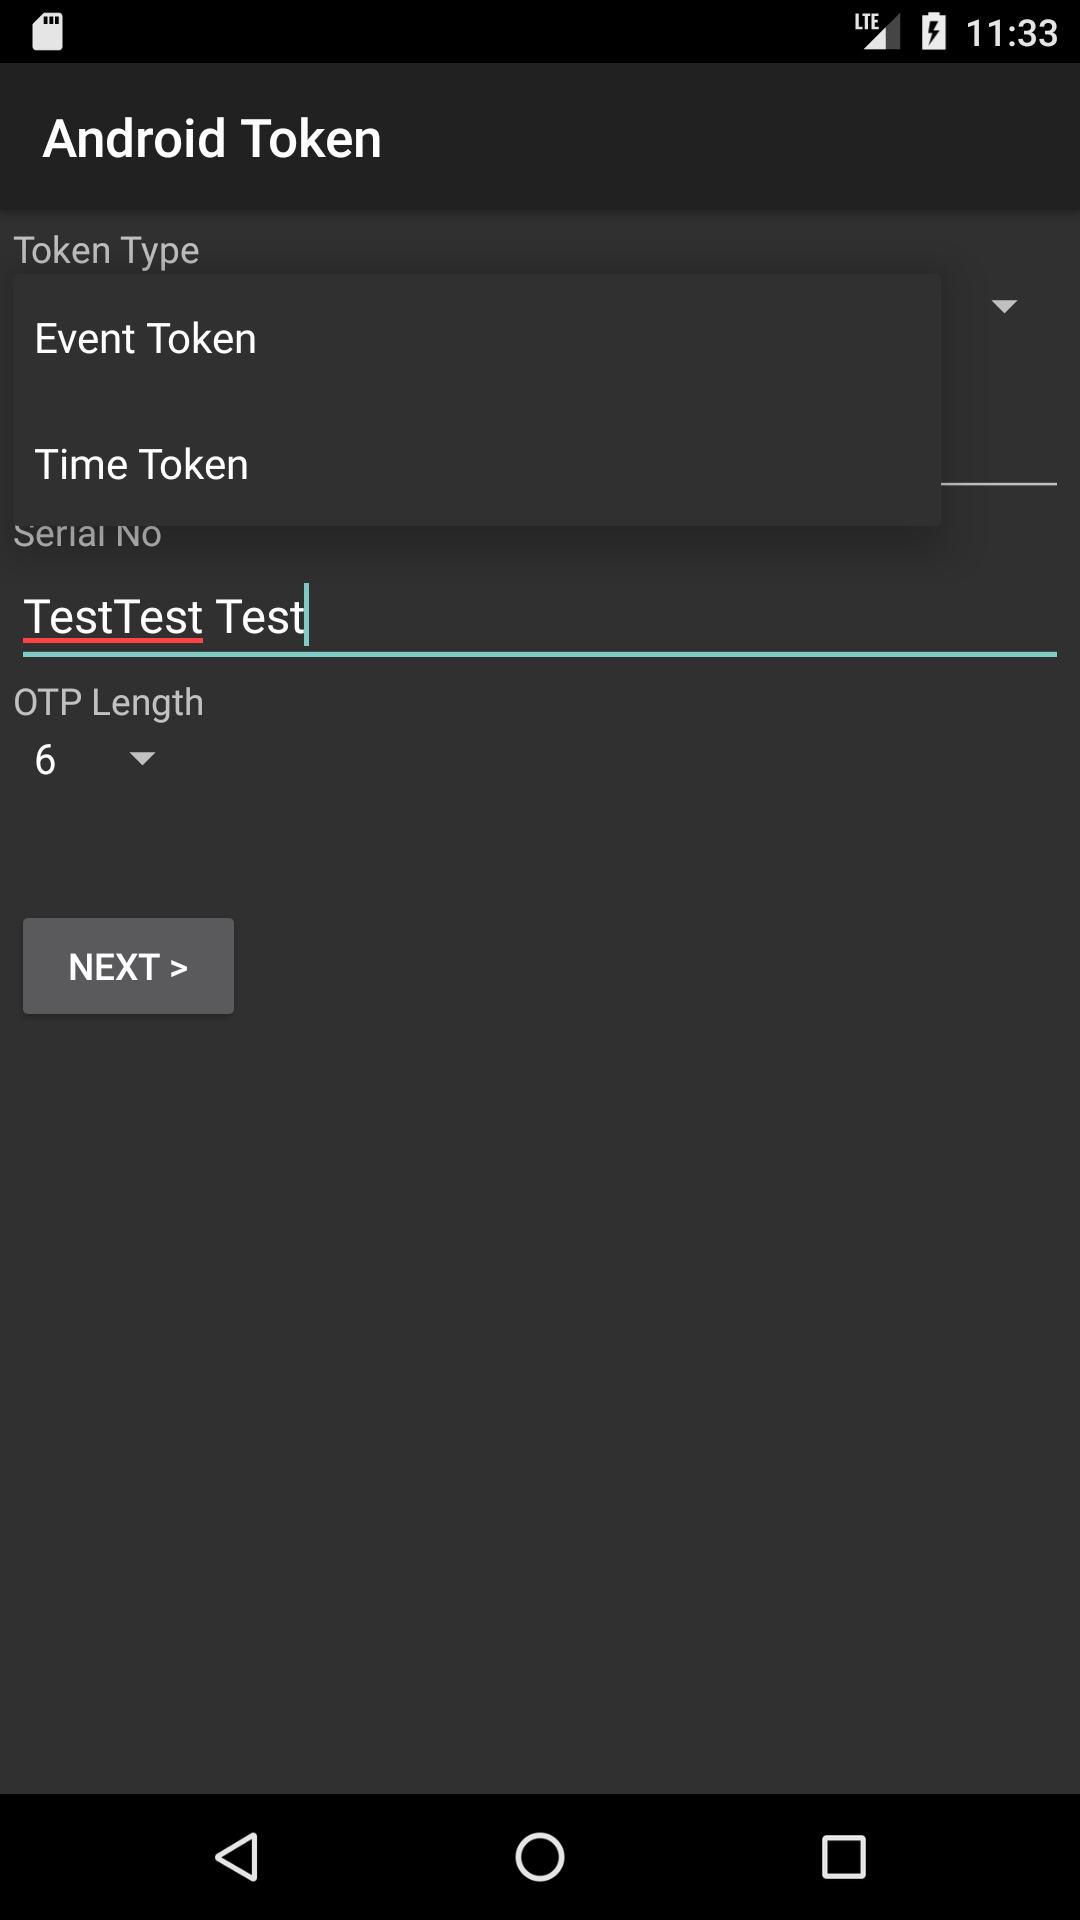 LTE 11:33
Android Token
Token Type
Event Token
Time Token
Serial No
TestTest Test
OTP Length
6
NEXT >